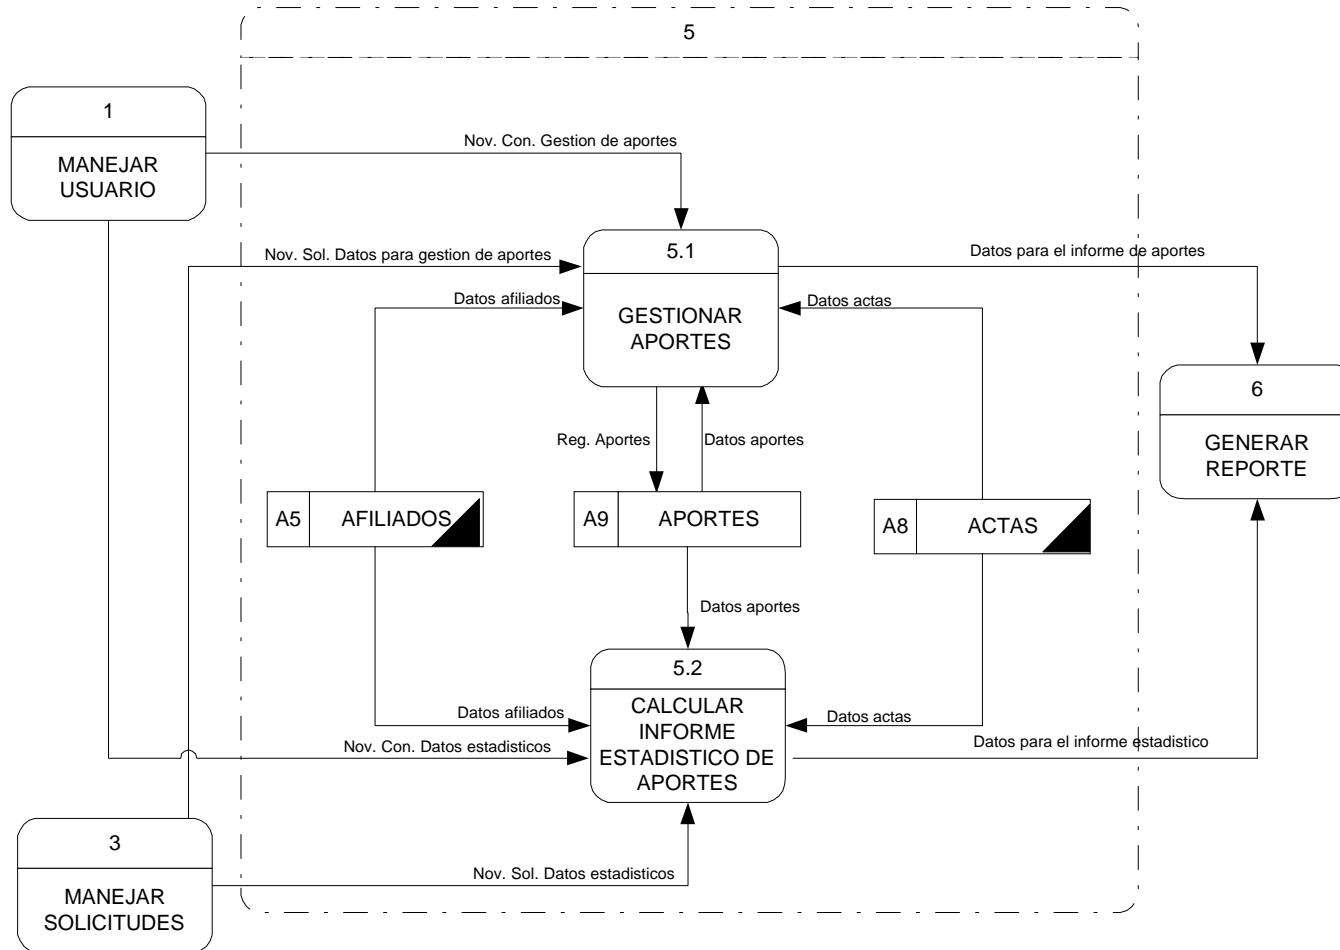 5
1
MANEJAR
USUARIO
Nov. Con. Gestion de aportes
Nov. Sol. Datos para gestion de aportes
5.1
GESTIONAR
APORTES
Datos para el informe de aportes
Datos afiliados
Datos actas
6
GENERAR
REPORTE
Reg. Aportes
Datos aportes
A5
AFILIADOS
A9
APORTES
A8
ACTAS
Datos aportes
5.2
CALCULAR
INFORME
ESTADISTICO DE
APORTES
Datos afiliados
Datos actas
Nov. Con. Datos estadisticos
Datos para el informe estadistico
3
MANEJAR
SOLICITUDES
Nov. Sol. Datos estadisticos